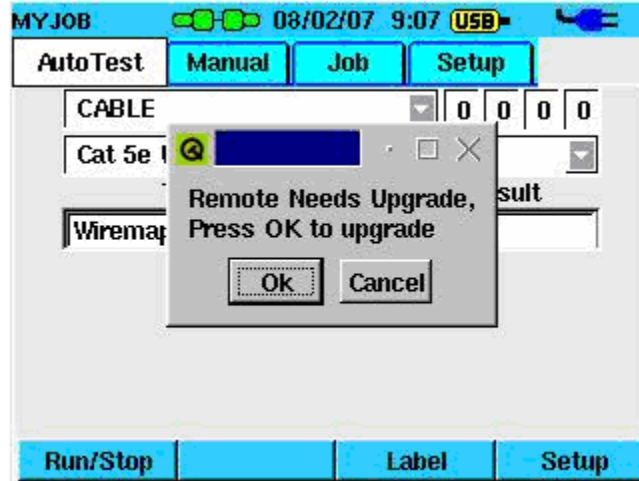 MYJOB 08/02/07 9:07 USB
AutoTest Manual Job Setup
CABLE 0 0 0 0
Cat 5e
Remote Needs Upgrade,
Press OK to upgrade
sult
Wiremap
Ok Cancel
Run/Stop Label Setup